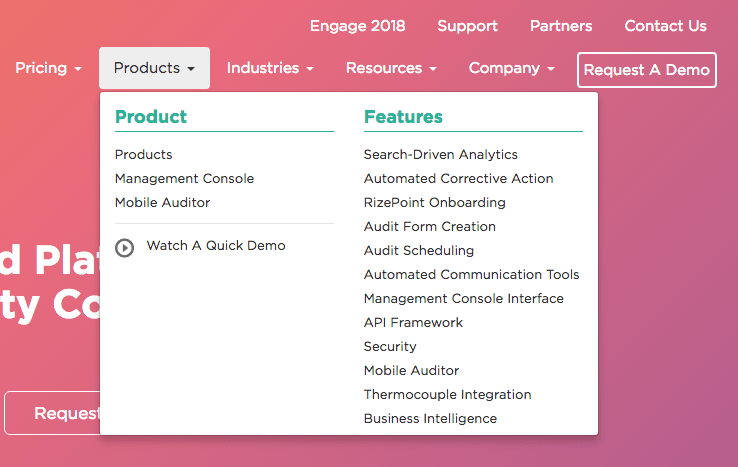 Engage 2018 Support Partners Contact Us
Pricing Products Industries Resources Company Request A Demo
Product
Products
Management Console
Mobile Auditor
Watch A Quick Demo
Features
Search-Driven Analytics
Automated Corrective Action
RizePoint Onboarding
Audit Form Creation
Audit Scheduling
Automated Communication Tools
Management Console Interface
API Framework
Security
Mobile Auditor
Thermocouple Integration
Business Intelligence
d Plat
ty Co
Request